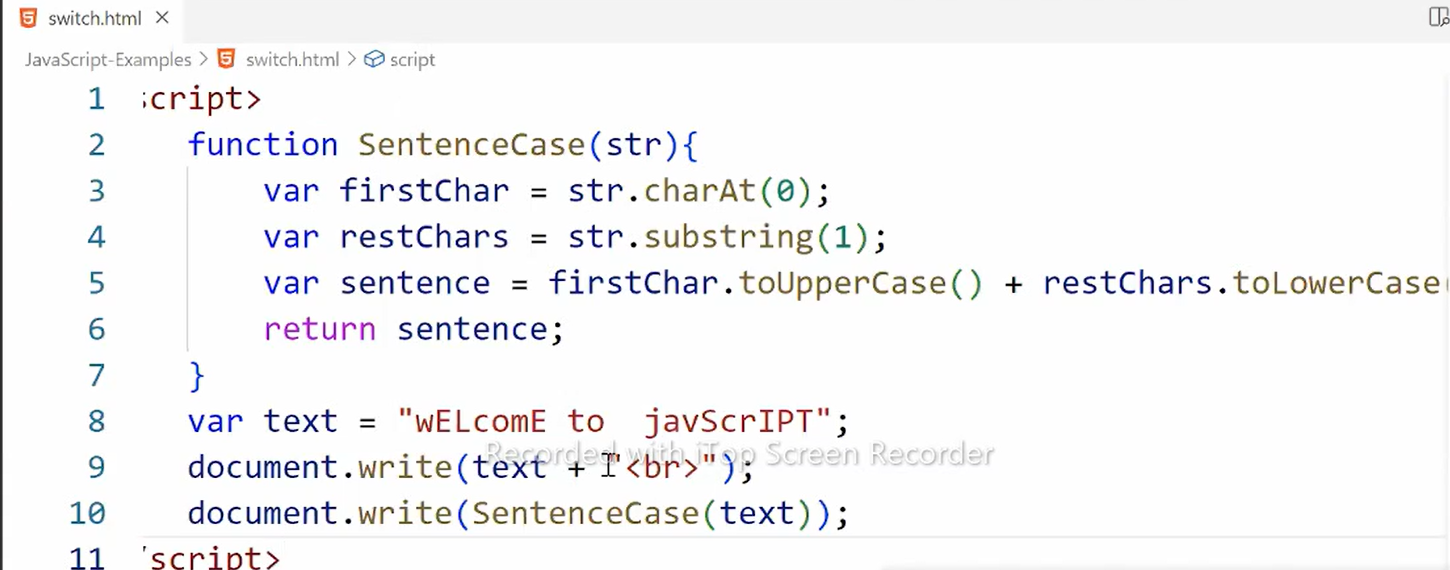 switch.html
JavaScript-Examples > switch.html > script
1 cript>
2 function SentenceCase(str){
3 var firstChar = str.charAt(0);
4 var restChars = str.substring(1);
5 var sentence = firstChar.toUpperCase() + restChars.toLowerCase(
6 return sentence;
7 }
8 var text = "wELcomE to  javScrIPT";
Recorded with iTop Screen Recorder
9 document.write(text + "<br>");
10 document.write(SentenceCase(text));
11 /script>